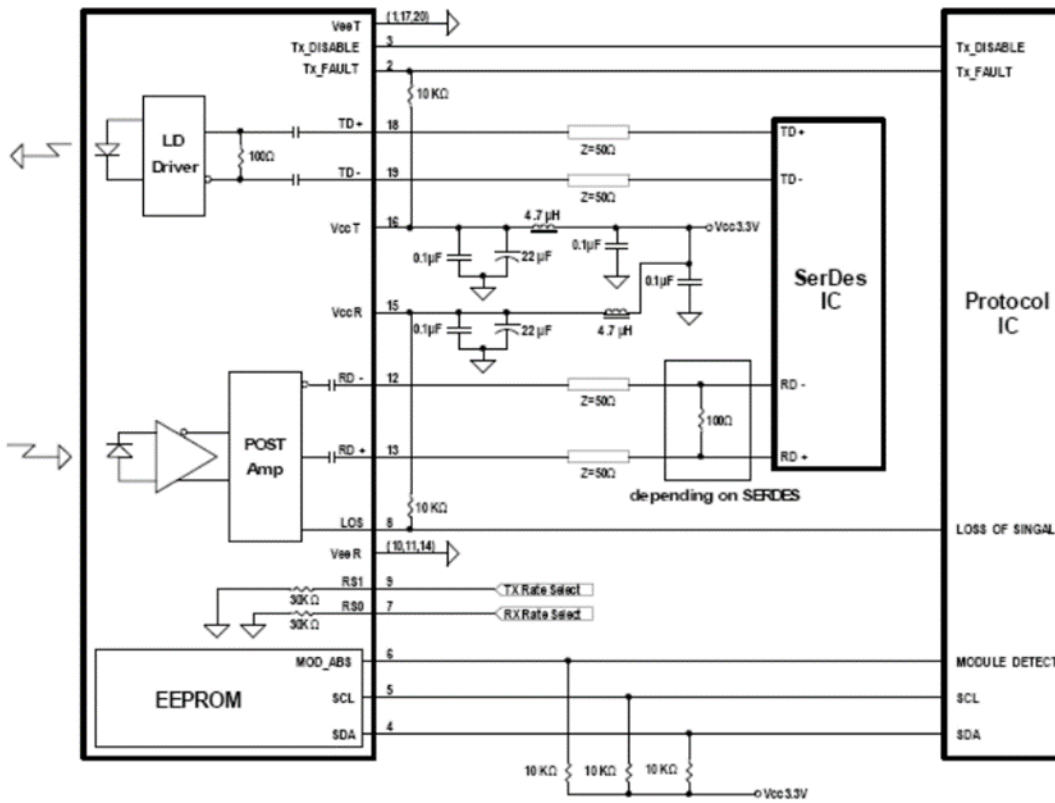 VeeT (1,17,20)
Tx_DISABLE 3 Tx_DISABLE
Tx_FAULT 2 Tx_FAULT
10 KΩ
LD
Driver
100Ω
TD+ 18 TD+
Z=50Ω
TD- 19 TD-
Z=50Ω
VccT 16
4.7 µH
Vcc3.3V
0.1µF
22 µF
0.1µF
0.1µF
SerDes
IC
Protocol
IC
VccR 15
0.1µF
22 µF
4.7 µH
RD - 12 RD -
Z=50Ω
100Ω
POST
Amp
RD + 13 RD +
Z=50Ω
depending on SERDES
10 KΩ
LOS 8 LOSS OF SINGAL
VeeR (10,11,14)
RS1 9 TX Rate Select
30KΩ
RS0 7 RX Rate Select
30KΩ
EEPROM
MOD_ABS 6 MODULE DETECT
SCL 5 SCL
SDA 4 SDA
10 KΩ 10 KΩ 10 KΩ
Vcc3.3V